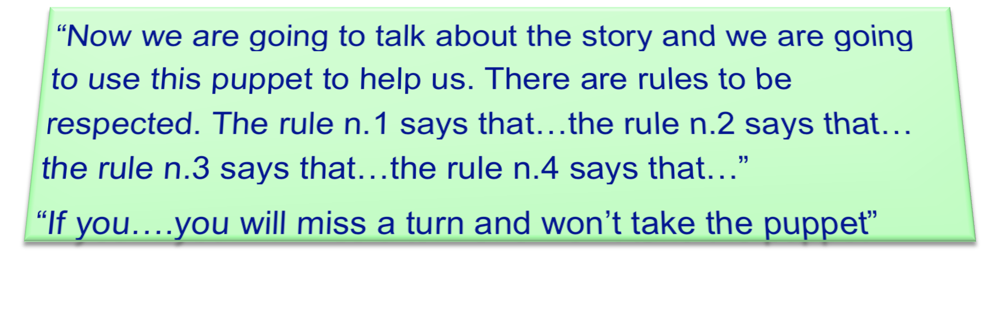 “Now we are going to talk about the story and we are going
to use this puppet to help us. There are rules to be
respected. The rule n.1 says that…the rule n.2 says that…
the rule n.3 says that…the rule n.4 says that…”
“If you….you will miss a turn and won’t take the puppet”